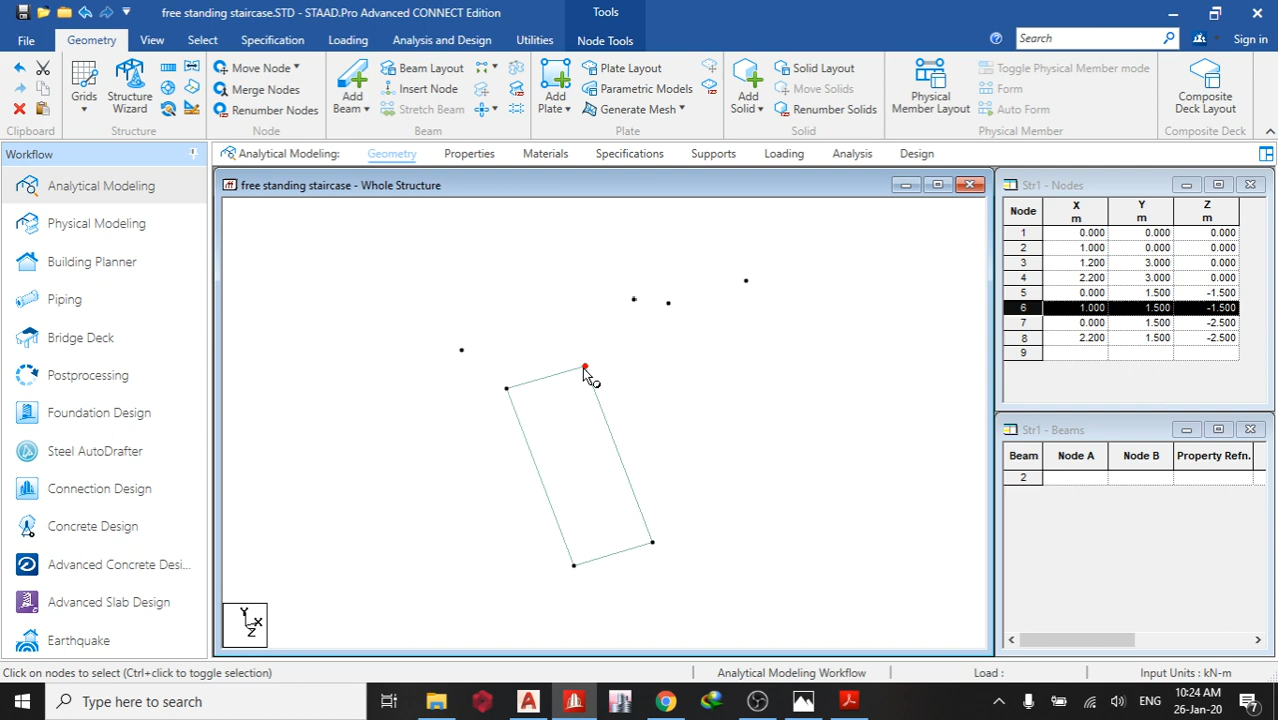 free standing staircase.STD - STAAD.Pro Advanced CONNECT Edition
Tools
File Geometry View Select Specification Loading Analysis and Design Utilities Node Tools
Search Sign in
Grids
Structure Wizard
Move Node
Merge Nodes
Renumber Nodes
Add Beam
Beam Layout
Insert Node
Stretch Beam
Add Plate
Plate Layout
Parametric Models
Generate Mesh
Add Solid
Solid Layout
Move Solids
Renumber Solids
Physical Member Layout
Toggle Physical Member mode
Form
Auto Form
Composite Deck Layout
Clipboard Structure Node Beam Plate Solid Physical Member Composite Deck
Workflow
Analytical Modeling: Geometry Properties Materials Specifications Supports Loading Analysis Design
Analytical Modeling
Physical Modeling
Building Planner
Piping
Bridge Deck
Postprocessing
Foundation Design
Steel AutoDrafter
Connection Design
Concrete Design
Advanced Concrete Desi...
Advanced Slab Design
Earthquake
free standing staircase - Whole Structure
Y
X
Z
Str1 - Nodes
Node X m Y m Z m
1 0.000 0.000 0.000
2 1.000 0.000 0.000
3 1.200 3.000 0.000
4 2.200 3.000 0.000
5 0.000 1.500 -1.500
6 1.000 1.500 -1.500
7 0.000 1.500 -2.500
8 2.200 1.500 -2.500
9
Str1 - Beams
Beam Node A Node B Property Refn.
2
Click on nodes to select (Ctrl+click to toggle selection) Analytical Modeling Workflow Load : Input Units : kN-m
Type here to search
ENG
10:24 AM
26-Jan-20
7